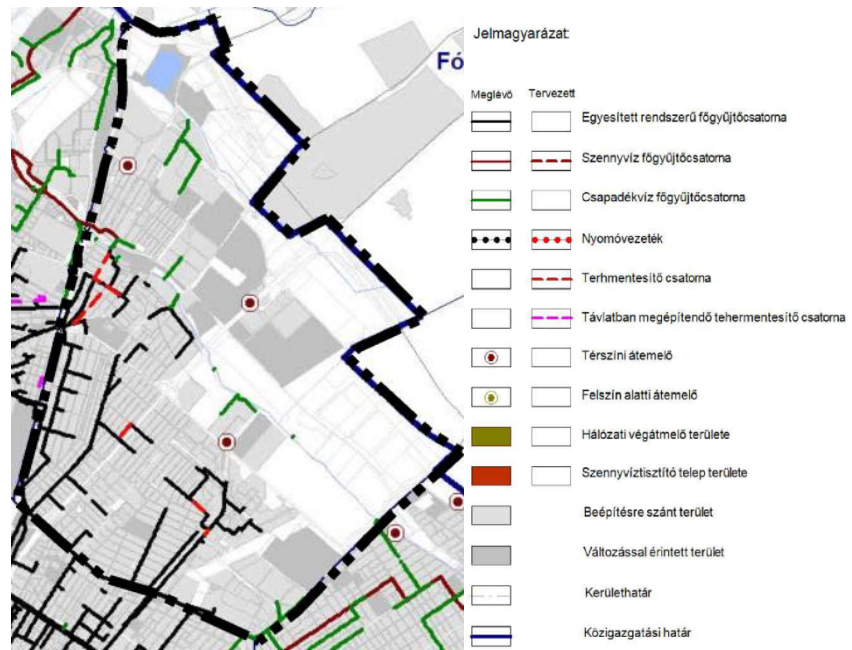 Fó
Jelmagyarázat:
Meglévő Tervezett
Egyesített rendszerű főgyűjtőcsatorna
Szennyvíz főgyűjtőcsatorna
Csapadékvíz főgyűjtőcsatorna
Nyomóvezeték
Terhmentesítő csatorna
Távlatban megépítendő tehermentesítő csatorna
Térszíni átemelő
Felszín alatti átemelő
Hálózati végátmelő területe
Szennyvíztisztító telep területe
Beépítésre szánt terület
Változással érintett terület
Kerülethatár
Közigazgatási határ